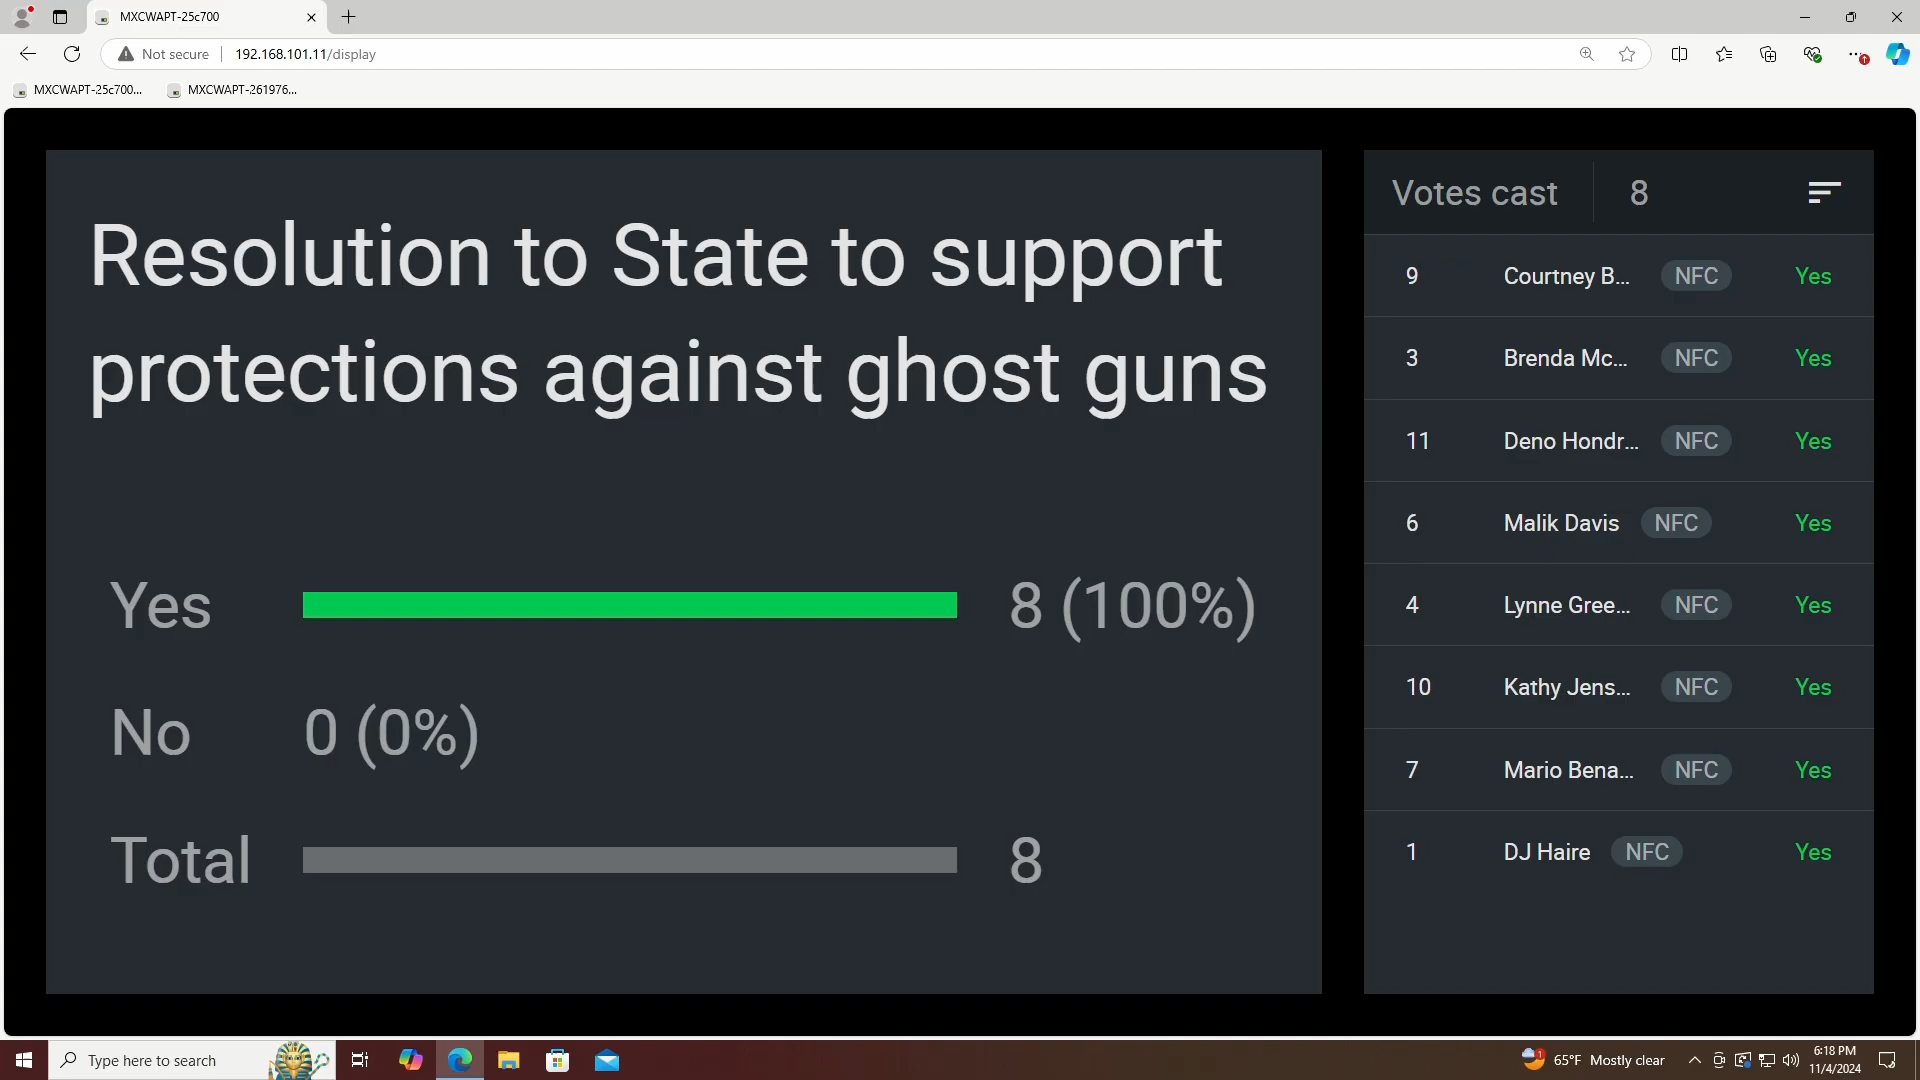 MXCWAPT-25c700
Not secure
192.168.101.11/display
MXCWAPT-25c700...
MXCWAPT-261976...
Resolution to State to support
protections against ghost guns
Yes 8 (100%)
No 0 (0%)
Total 8
Votes cast 8
9 Courtney B... NFC Yes
3 Brenda Mc... NFC Yes
11 Deno Hondr... NFC Yes
6 Malik Davis NFC Yes
4 Lynne Gree... NFC Yes
10 Kathy Jens... NFC Yes
7 Mario Bena... NFC Yes
1 DJ Haire NFC Yes
Type here to search
1
65°F Mostly clear
6:18 PM
11/4/2024